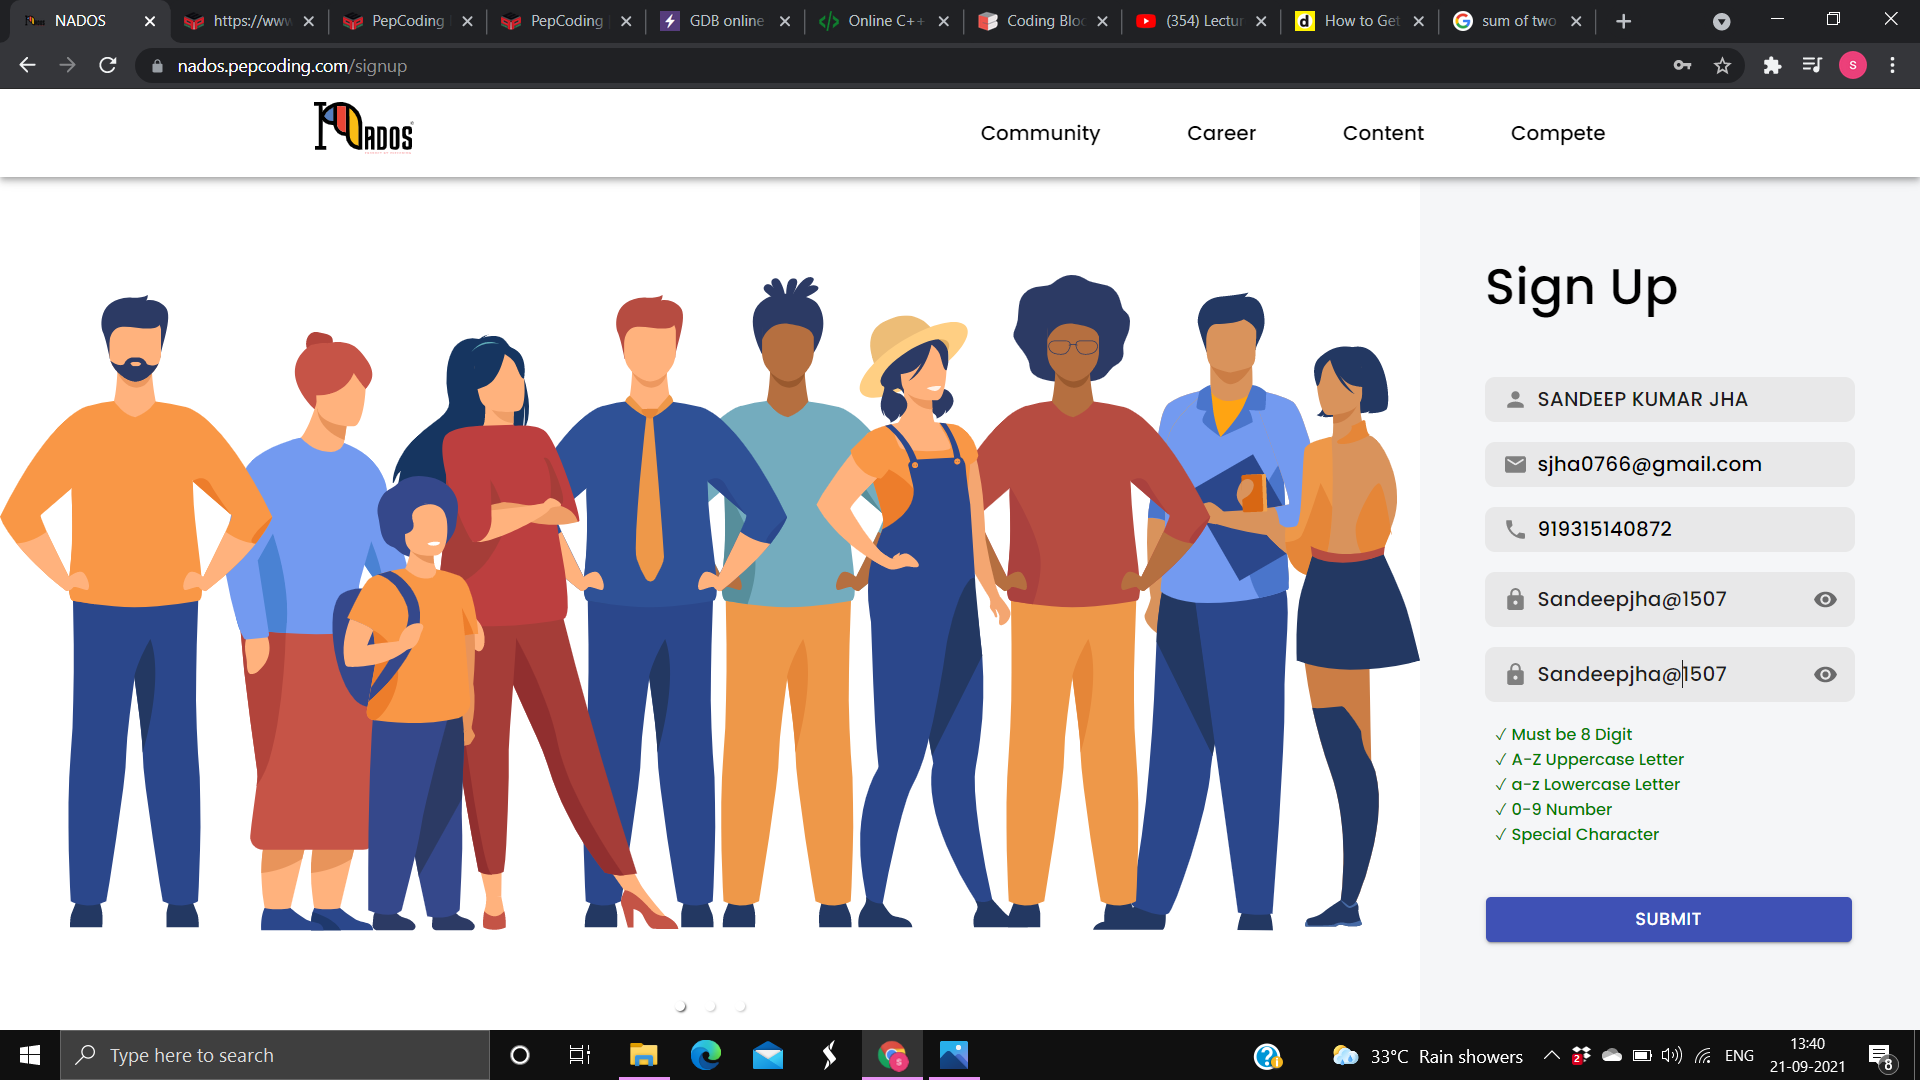 NADOS
https://www
PepCoding
PepCoding
GDB online
Online C++
Coding Bloc
(354) Lectur
How to Get
sum of two
nados.pepcoding.com/signup
S
NADOS
Community
Career
Content
Compete
Sign Up
SANDEEP KUMAR JHA
sjha0766@gmail.com
919315140872
Sandeepjha@1507
Sandeepjha@1507
✓ Must be 8 Digit
✓ A-Z Uppercase Letter
✓ a-z Lowercase Letter
✓ 0-9 Number
✓ Special Character
SUBMIT
Type here to search
33°C Rain showers
2
ENG
13:40
21-09-2021
8